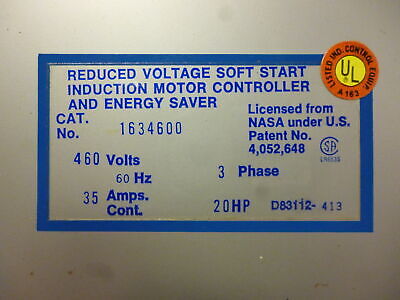 REDUCED VOLTAGE SOFT START
INDUCTION MOTOR CONTROLLER
AND ENERGY SAVER
CAT.
No. 1634600
Licensed from
NASA under U.S.
Patent No.
4,052,648
460 Volts
60 Hz
3 Phase
35 Amps.
Cont.
20HP
D83112-413
LISTED IND. CONTROL EQUIP.
UL
A163
SA